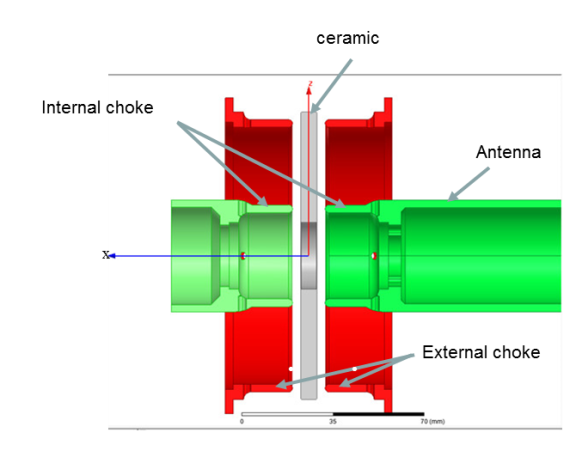 ceramic
z
Internal choke
Antenna
X
External choke
0
35
70 (mm)